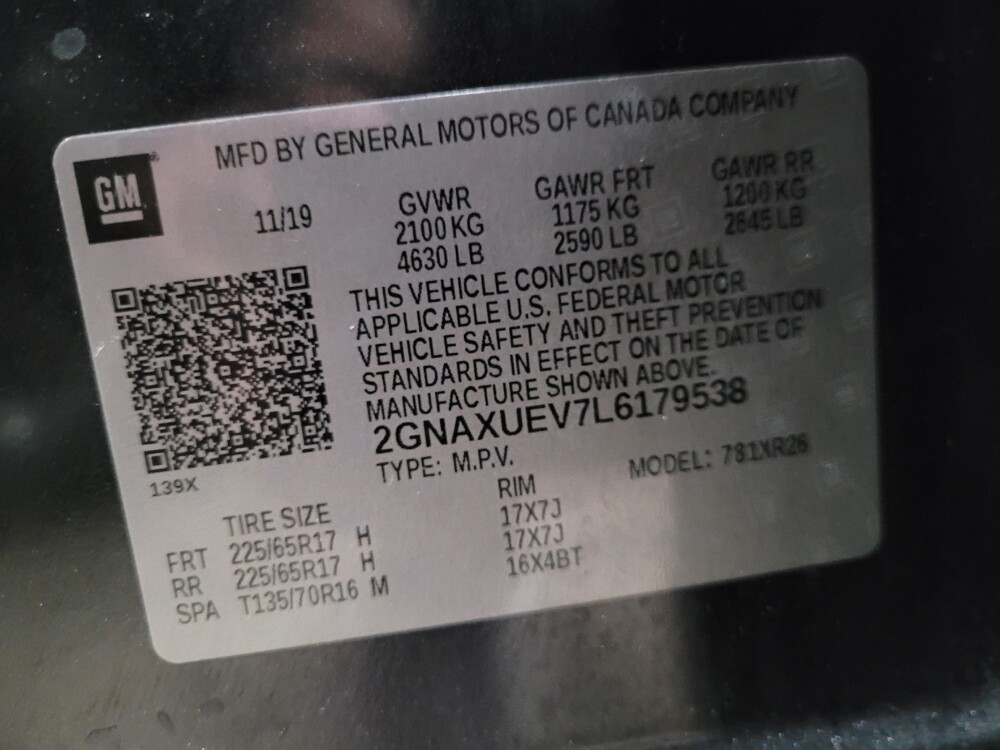 MFD BY GENERAL MOTORS OF CANADA COMPANY
GM
11/19
GVWR GAWR FRT GAWR RR
2100 KG 1175 KG 1200 KG
4630 LB 2590 LB 2645 LB
THIS VEHICLE CONFORMS TO ALL
APPLICABLE U.S. FEDERAL MOTOR
VEHICLE SAFETY AND THEFT PREVENTION
STANDARDS IN EFFECT ON THE DATE OF
MANUFACTURE SHOWN ABOVE.
2GNAXUEV7L6179538
TYPE: M.P.V. MODEL: 781XR26
139X
TIRE SIZE RIM
FRT 225/65R17 H 17X7J
RR 225/65R17 H 17X7J
SPA T135/70R16 M 16X4BT